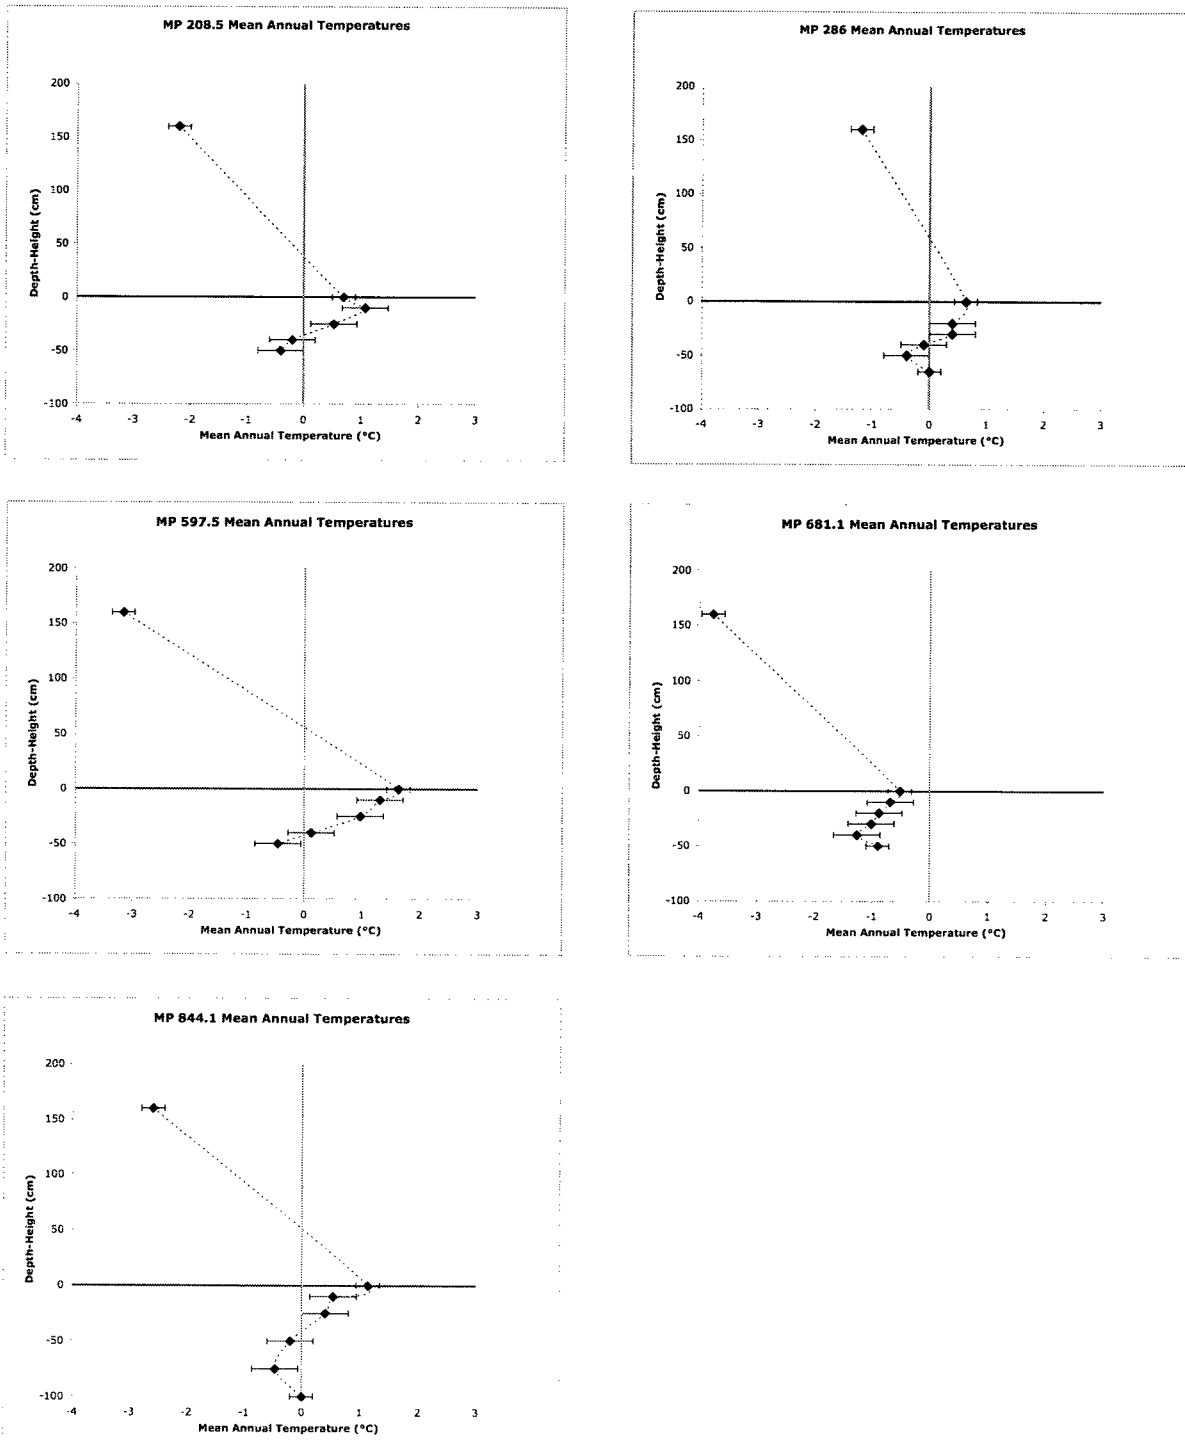 MP 208.5 Mean Annual Temperatures
200
150
100
50
0
-50
-100
Depth-Height (cm)
-4 -3 -2 -1 0 1 2 3
Mean Annual Temperature (°C)
MP 286 Mean Annual Temperatures
200
150
100
50
0
-50
-100
Depth-Height (cm)
-4 -3 -2 -1 0 1 2 3
Mean Annual Temperature (°C)
MP 597.5 Mean Annual Temperatures
200
150
100
50
0
-50
-100
Depth-Height (cm)
-4 -3 -2 -1 0 1 2 3
Mean Annual Temperature (°C)
MP 681.1 Mean Annual Temperatures
200
150
100
50
0
-50
-100
Depth-Height (cm)
-4 -3 -2 -1 0 1 2 3
Mean Annual Temperature (°C)
MP 844.1 Mean Annual Temperatures
200
150
100
50
0
-50
-100
Depth-Height (cm)
-4 -3 -2 -1 0 1 2 3
Mean Annual Temperature (°C)